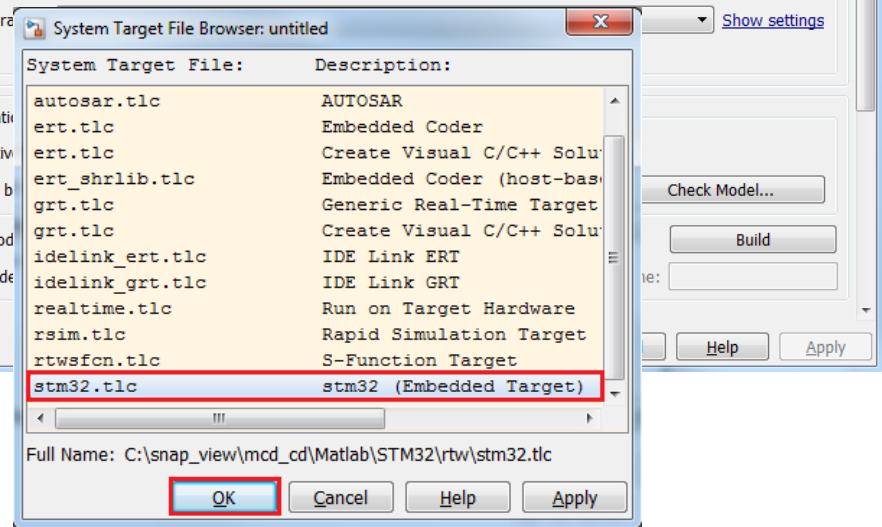 Show settings
System Target File Browser: untitled
System Target File: Description:
autosar.tlc AUTOSAR
ert.tlc Embedded Coder
ert.tlc Create Visual C/C++ Solu
ert_shrlib.tlc Embedded Coder (host-bas
grt.tlc Generic Real-Time Target
grt.tlc Create Visual C/C++ Solu
idelink_ert.tlc IDE Link ERT
idelink_grt.tlc IDE Link GRT
realtime.tlc Run on Target Hardware
rsim.tlc Rapid Simulation Target
rtwsfcn.tlc S-Function Target
stm32.tlc stm32 (Embedded Target)
Full Name: C:\snap_view\mcd_cd\Matlab\STM32\rtw\stm32.tlc
OK Cancel Help Apply
Check Model...
Build
Help Apply